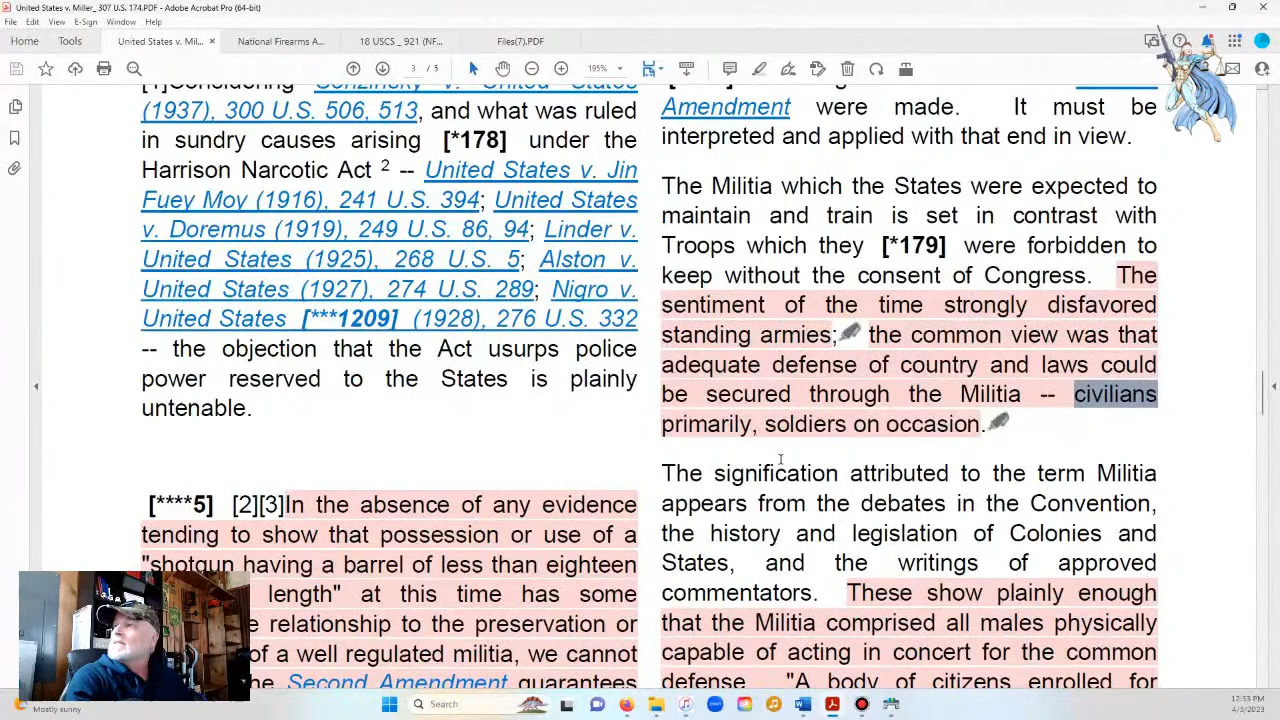 United States v. Miller_ 307 U.S. 174.PDF - Adobe Acrobat Pro (64-bit)
File Edit View E-Sign Window Help
Home Tools United States v. Mil... × National Firearms A... 18 USCS _ 921 (NF... Files(7).PDF
3 / 5 195%
[1]Considering Sonzinsky v. United States
(1937), 300 U.S. 506, 513, and what was ruled
in sundry causes arising [*178] under the
Harrison Narcotic Act 2 -- United States v. Jin
Fuey Moy (1916), 241 U.S. 394; United States
v. Doremus (1919), 249 U.S. 86, 94; Linder v.
United States (1925), 268 U.S. 5; Alston v.
United States (1927), 274 U.S. 289; Nigro v.
United States [***1209] (1928), 276 U.S. 332
-- the objection that the Act usurps police
power reserved to the States is plainly
untenable.
[****5] [2][3]In the absence of any evidence
tending to show that possession or use of a
"shotgun having a barrel of less than eighteen
length" at this time has some
relationship to the preservation or
of a well regulated militia, we cannot
Second Amendment guarantees
Amendment were made. It must be
interpreted and applied with that end in view.
The Militia which the States were expected to
maintain and train is set in contrast with
Troops which they [*179] were forbidden to
keep without the consent of Congress. The
sentiment of the time strongly disfavored
standing armies; the common view was that
adequate defense of country and laws could
be secured through the Militia -- civilians
primarily, soldiers on occasion.
The signification attributed to the term Militia
appears from the debates in the Convention,
the history and legislation of Colonies and
States, and the writings of approved
commentators. These show plainly enough
that the Militia comprised all males physically
capable of acting in concert for the common
defense. "A body of citizens enrolled for
Mostly sunny
Search
12:33 PM
4/3/2023